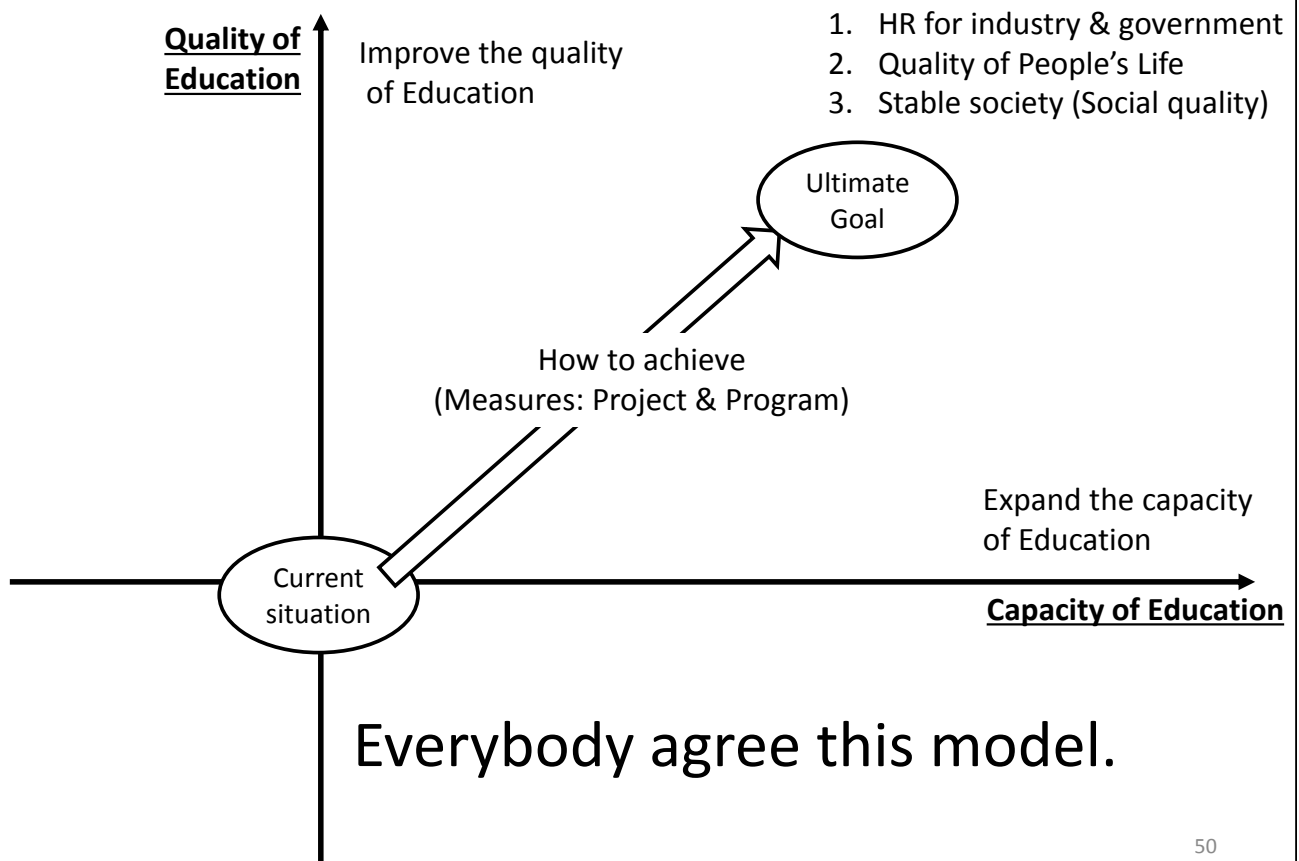 Quality of
Education
Improve the quality
of Education
1. HR for industry & government
2. Quality of People's Life
3. Stable society (Social quality)
Ultimate
Goal
How to achieve
(Measures: Project & Program)
Expand the capacity
of Education
Current
situation
Capacity of Education
Everybody agree this model.
50